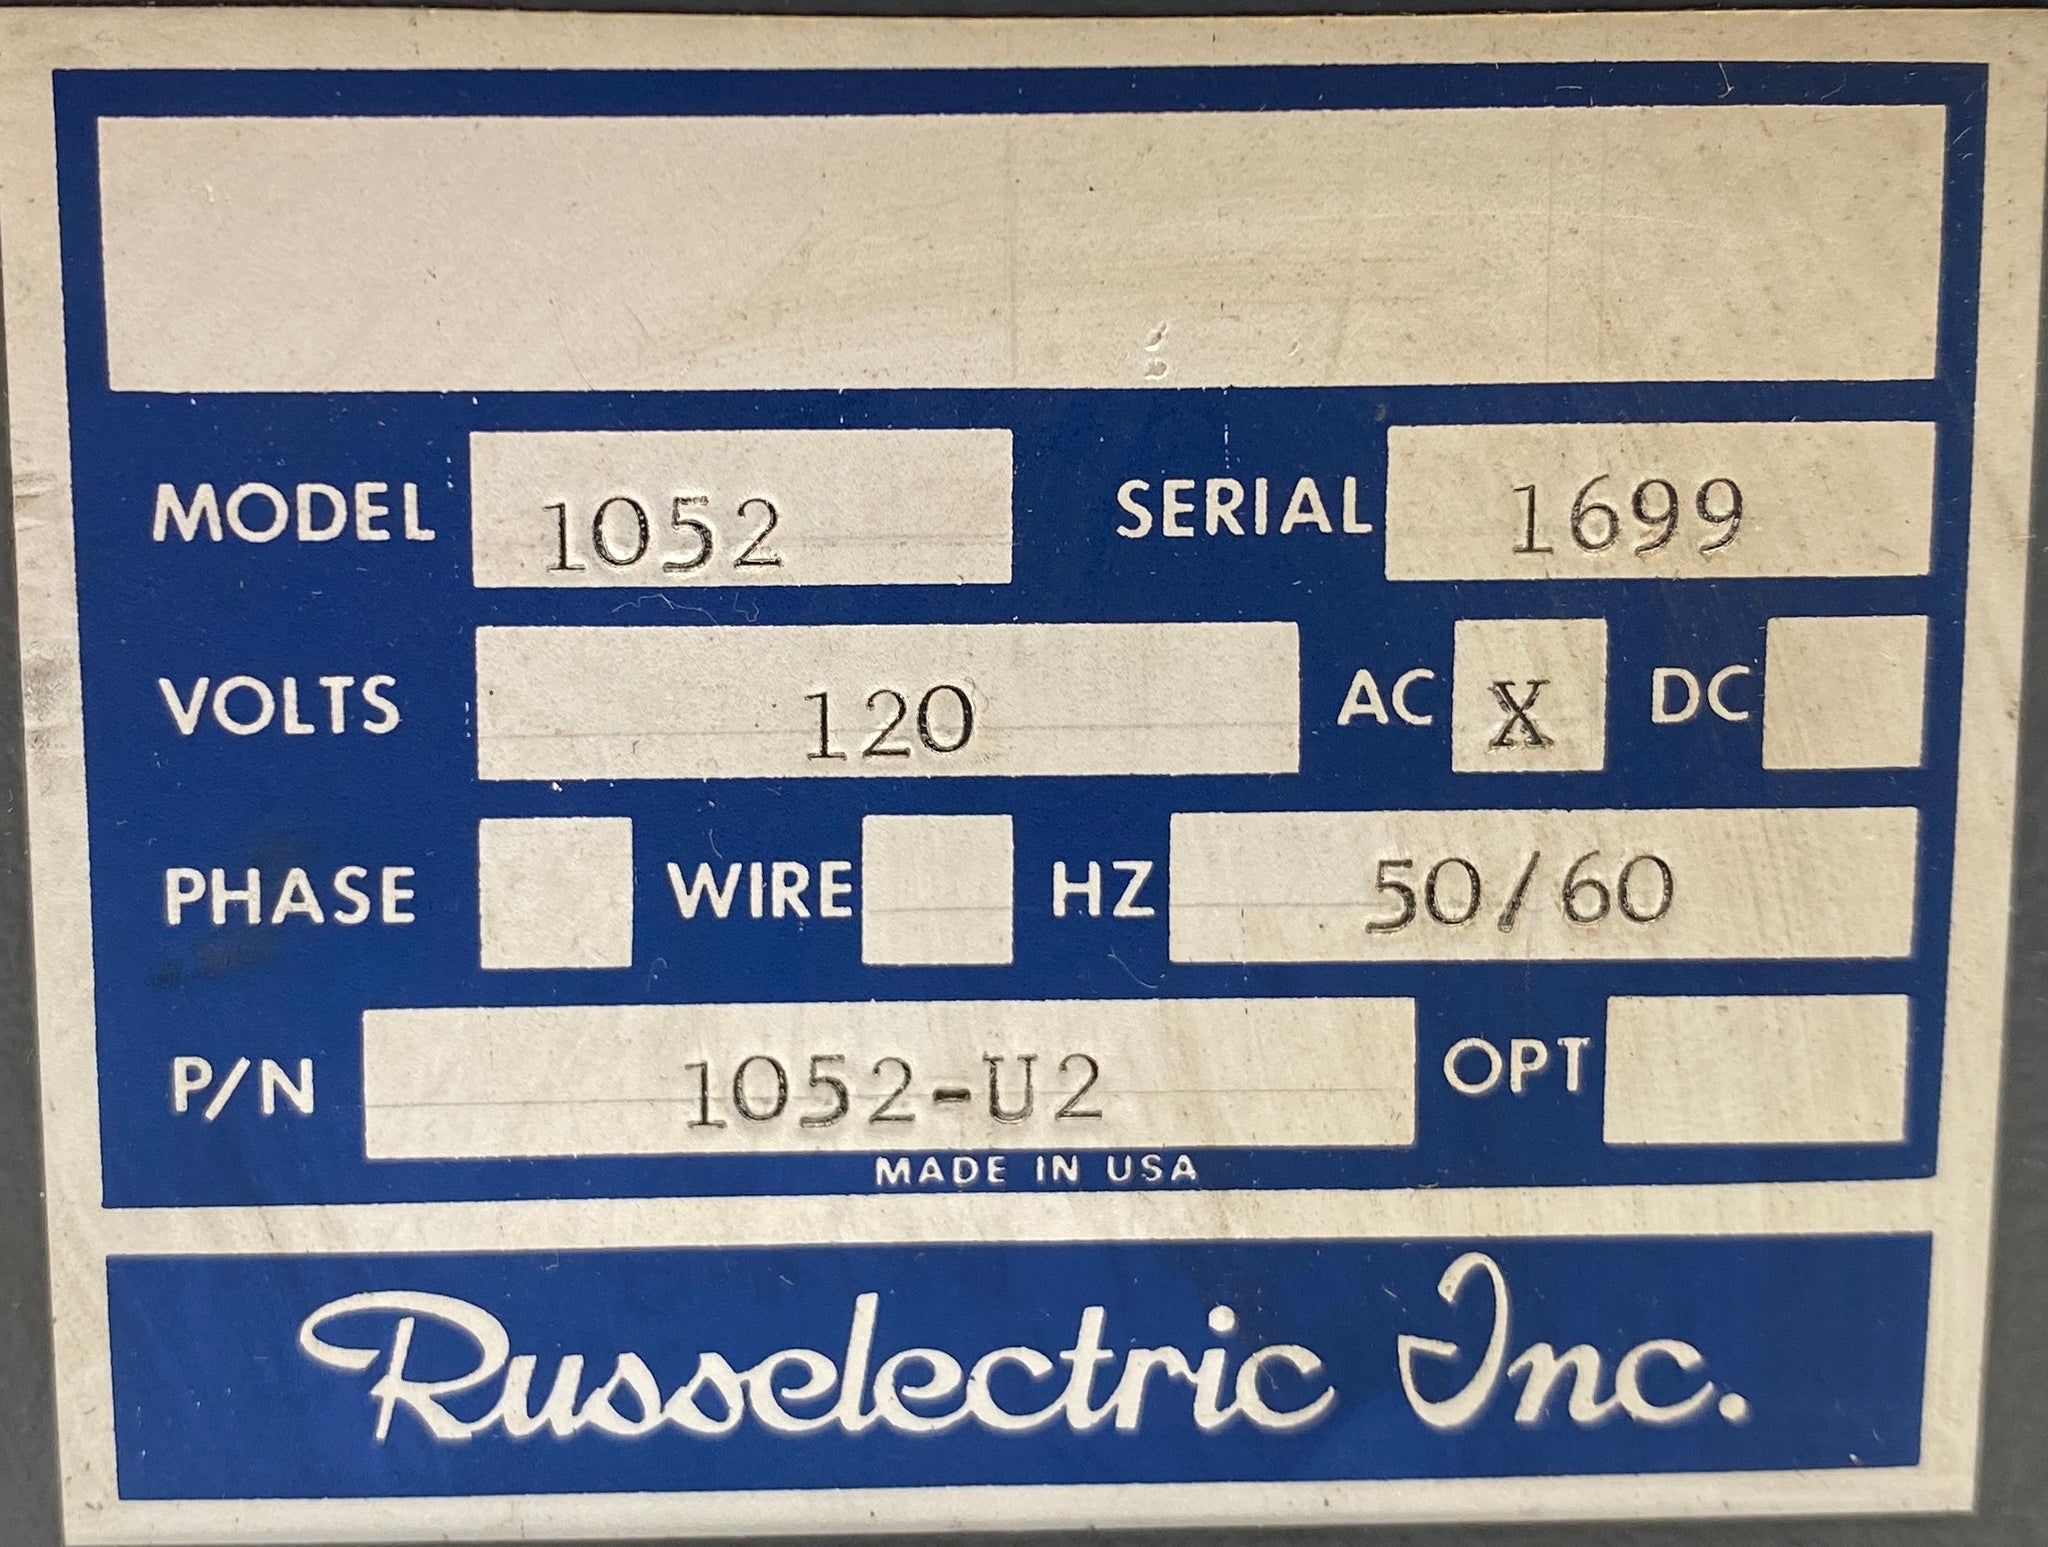 MODEL 1052 SERIAL 1699
VOLTS 120 AC X DC
PHASE WIRE HZ 50/60
P/N 1052-U2 OPT
MADE IN USA
Russelectric Inc.